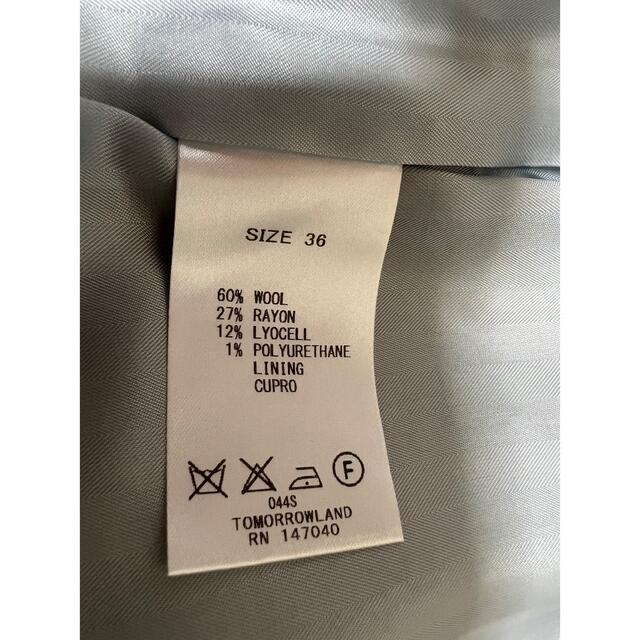 SIZE 36
60% WOOL
27% RAYON
12% LYOCELL
1% POLYURETHANE
LINING
CUPRO
F
044S
TOMORROWLAND
RN 147040